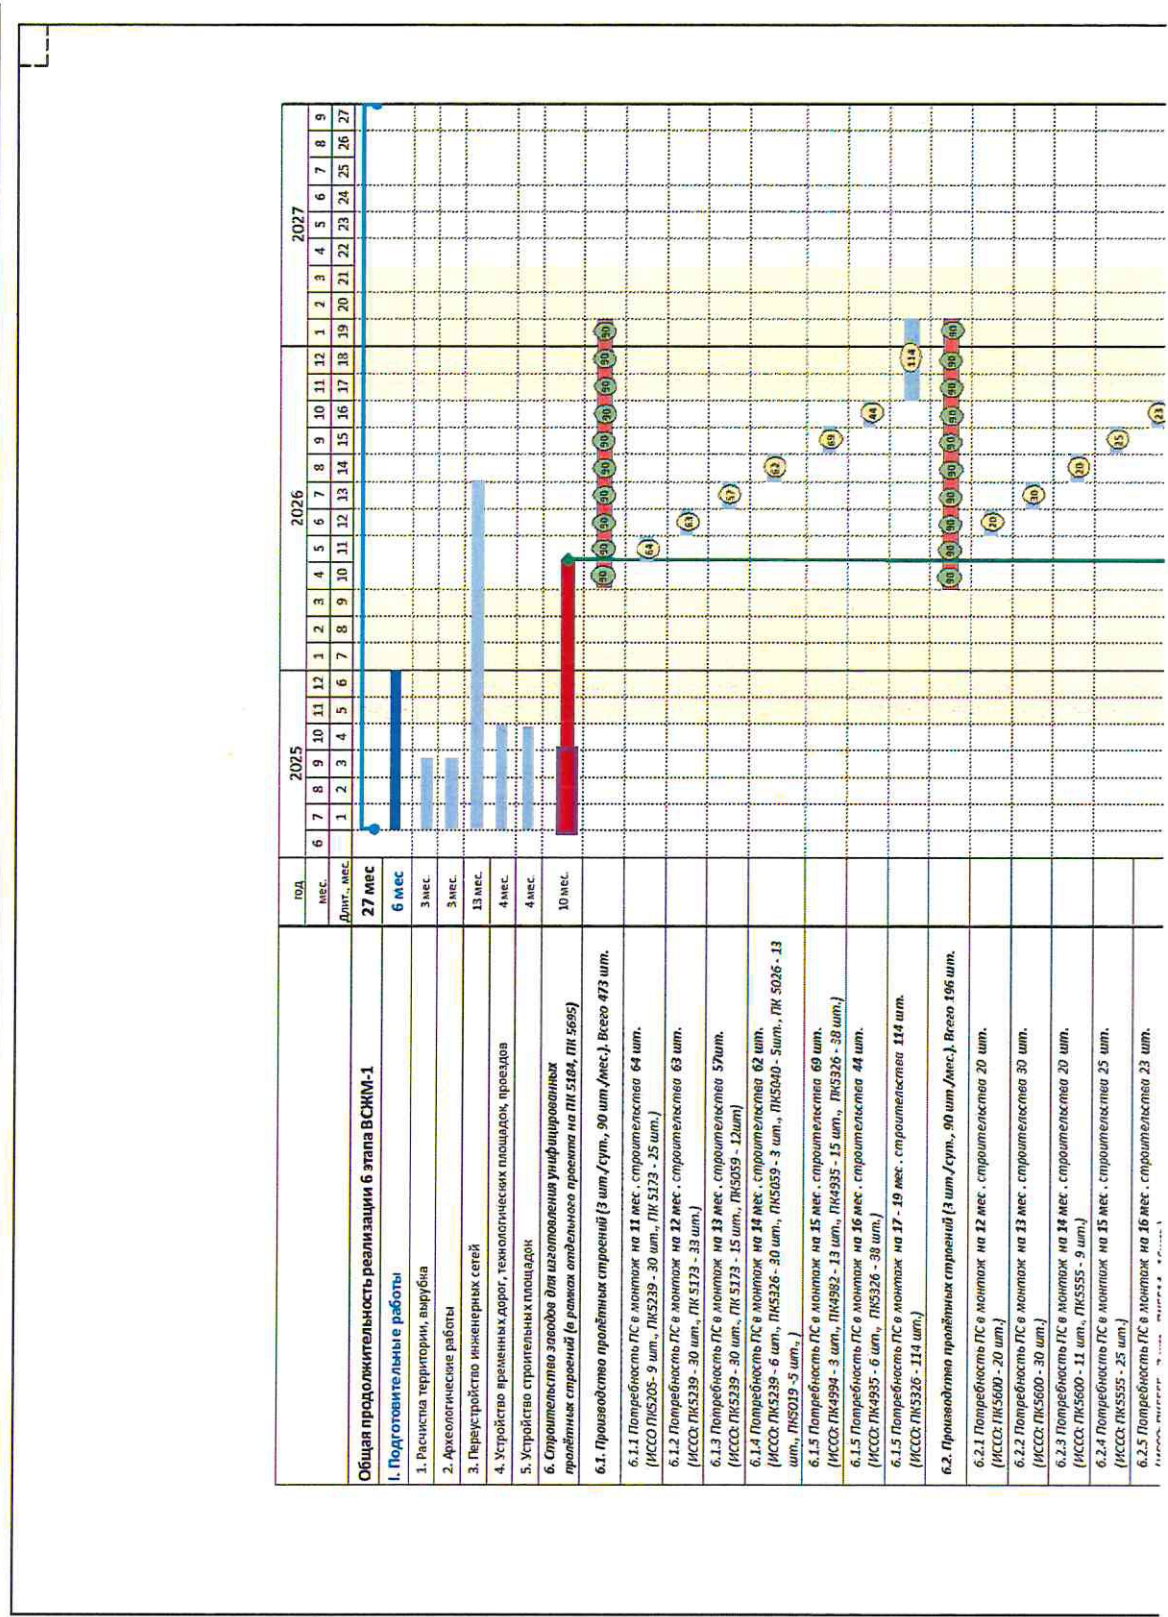 год 2025 2026 2027
мес. 6 7 8 9 10 11 12 1 2 3 4 5 6 7 8 9 10 11 12 1 2 3 4 5 6 7 8 9
Длит., мес. 1 2 3 4 5 6 7 8 9 10 11 12 13 14 15 16 17 18 19 20 21 22 23 24 25 26 27
Общая продолжительность реализации 6 этапа ВСЖМ-1 27 мес
I. Подготовительные работы 6 мес
1. Расчистка территории, вырубка 3 мес.
2. Археологические работы 3 мес.
3. Переустройство инженерных сетей 13 мес.
4. Устройство временных дорог, технологических площадок, проездов 4 мес.
5. Устройство строительных площадок 4 мес.
6. Строительство заводов для изготовления унифицированных
пролётных строений (в рамках отдельного проекта на ПК 5184, ПК 5695) 10 мес.
6.1. Производство пролётных строений (3 шт./сут., 90 шт./мес.). Всего 473 шт. 90 90 90 90 90 90 90 90 90 90
6.1.1 Потребность ПС в монтаж на 11 мес. строительства 64 шт. 64
(ИССО ПК5205- 9 шт., ПК5239 - 30 шт., ПК 5173 - 25 шт.)
6.1.2 Потребность ПС в монтаж на 12 мес. строительства 63 шт. 63
(ИССО: ПК5239 - 30 шт., ПК 5173 - 33 шт.)
6.1.3 Потребность ПС в монтаж на 13 мес. строительства 57шт. 57
(ИССО: ПК5239 - 30 шт., ПК 5173 - 15 шт., ПК5059 - 12шт)
6.1.4 Потребность ПС в монтаж на 14 мес. строительства 62 шт. 62
(ИССО: ПК5239 - 6 шт., ПК5326- 30 шт., ПК5059 - 3 шт., ПК5040 - 5шт., ПК 5026 - 13
шт., ПК5019 -5 шт., )
6.1.5 Потребность ПС в монтаж на 15 мес. строительства 69 шт. 69
(ИССО: ПК4994 - 3 шт., ПК4982 - 13 шт., ПК4935 - 15 шт., ПК5326 - 38 шт.)
6.1.5 Потребность ПС в монтаж на 16 мес. строительства 44 шт. 44
(ИССО: ПК4935 - 6 шт., ПК5326 - 38 шт.)
6.1.5 Потребность ПС в монтаж на 17 - 19 мес. строительства 114 шт. 114
(ИССО: ПК5326 - 114 шт.)
6.2. Производство пролётных строений (3 шт./сут., 90 шт./мес.). Всего 196 шт. 90 90 90 90 90 90 90 90 90 90
6.2.1 Потребность ПС в монтаж на 12 мес. строительства 20 шт. 20
(ИССО: ПК5600 - 20 шт.)
6.2.2 Потребность ПС в монтаж на 13 мес. строительства 30 шт. 30
(ИССО: ПК5600 - 30 шт.)
6.2.3 Потребность ПС в монтаж на 14 мес. строительства 20 шт. 20
(ИССО: ПК5600 - 11 шт., ПК5555 - 9 шт.)
6.2.4 Потребность ПС в монтаж на 15 мес. строительства 25 шт. 25
(ИССО: ПК5555 - 25 шт.)
6.2.5 Потребность ПС в монтаж на 16 мес. строительства 23 шт. 23